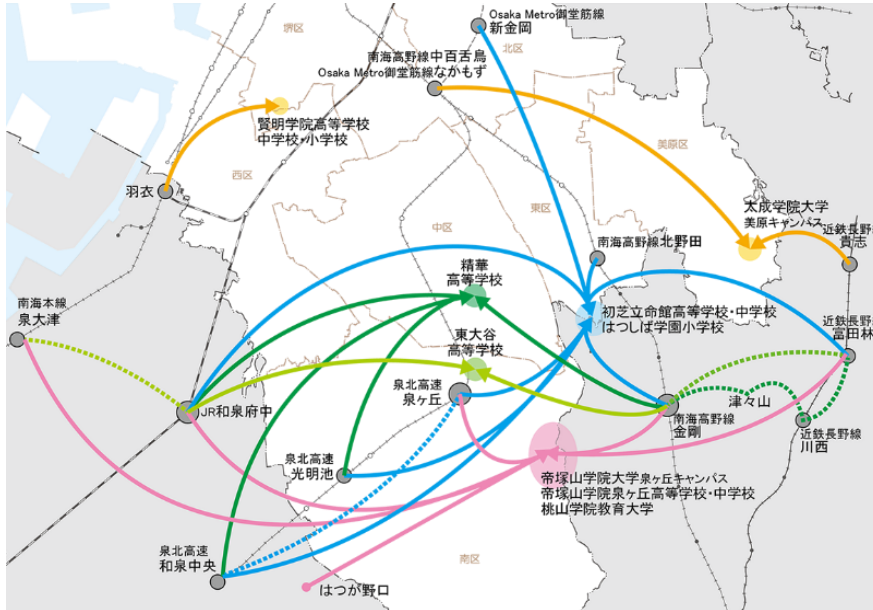 Osaka Metro御堂筋線
新金岡
堺区
北区
南海高野線中百舌鳥
Osaka Metro御堂筋線なかもず
賢明学院高等学校
中学校・小学校
西区
美原区
羽衣
太成学院大学
美原キャンパス
近鉄長野線
貴志
中区
東区
南海高野線北野田
精華
高等学校
南海本線
泉大津
初芝立命館高等学校・中学校
はつしば学園小学校
近鉄長野線
富田林
東大谷
高等学校
泉北高速
泉ヶ丘
JR和泉府中
津々山
南海高野線
金剛
近鉄長野線
川西
泉北高速
光明池
帝塚山学院大学泉ヶ丘キャンパス
帝塚山学院泉ヶ丘高等学校・中学校
桃山学院教育大学
泉北高速
和泉中央
南区
はつが野口